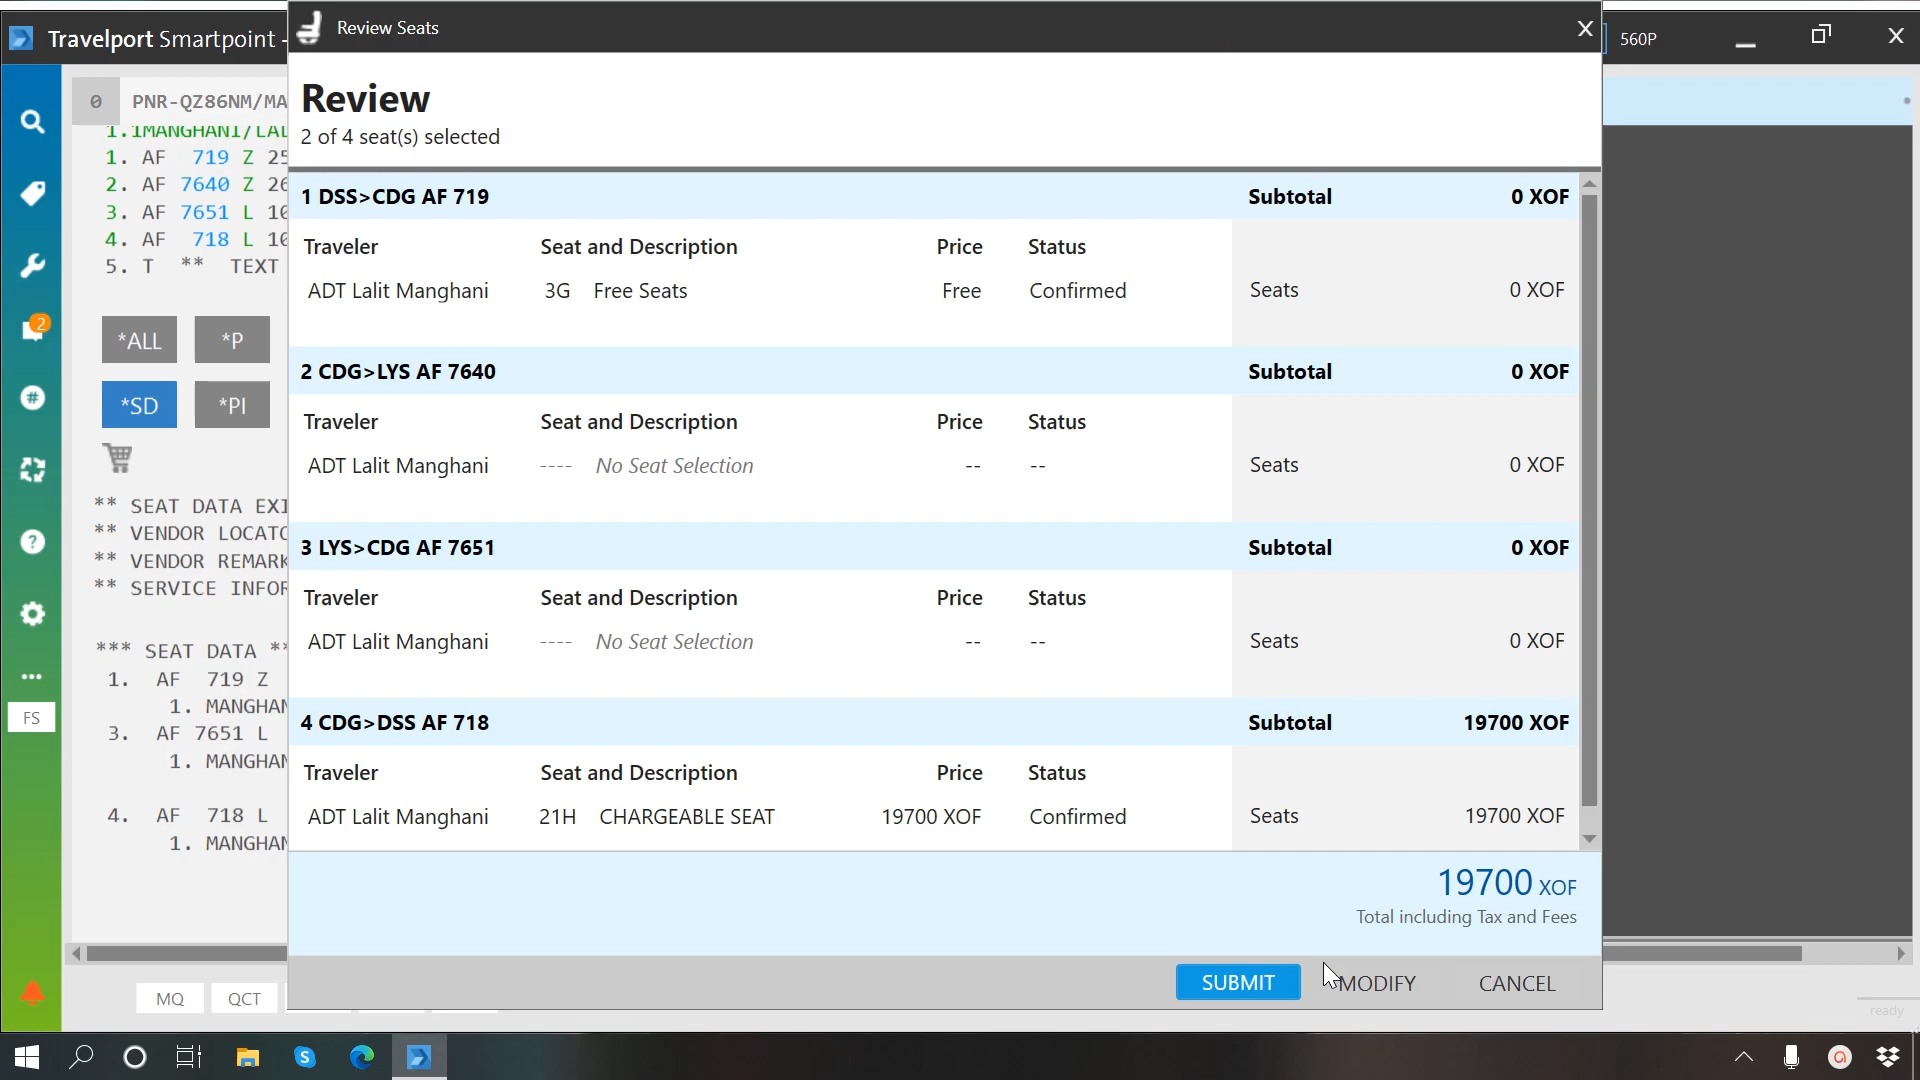 Travelport Smartpoint -
Review Seats
X
560P
X
0 PNR-QZ86NM/MA
1.1MANGHANI/LAL
1. AF 719 Z 25
2. AF 7640 Z 26
3. AF 7651 L 10
4. AF 718 L 10
5. T ** TEXT
*ALL *P
*SD *PI
2
#
?
FS
** SEAT DATA EXI
** VENDOR LOCATO
** VENDOR REMARK
** SERVICE INFOR
*** SEAT DATA **
1. AF 719 Z
1. MANGHAN
3. AF 7651 L
1. MANGHAN
4. AF 718 L
1. MANGHAN
MQ QCT
Review
2 of 4 seat(s) selected
1 DSS>CDG AF 719 Subtotal 0 XOF
Traveler Seat and Description Price Status
ADT Lalit Manghani 3G Free Seats Free Confirmed Seats 0 XOF
2 CDG>LYS AF 7640 Subtotal 0 XOF
Traveler Seat and Description Price Status
ADT Lalit Manghani ---- No Seat Selection -- -- Seats 0 XOF
3 LYS>CDG AF 7651 Subtotal 0 XOF
Traveler Seat and Description Price Status
ADT Lalit Manghani ---- No Seat Selection -- -- Seats 0 XOF
4 CDG>DSS AF 718 Subtotal 19700 XOF
Traveler Seat and Description Price Status
ADT Lalit Manghani 21H CHARGEABLE SEAT 19700 XOF Confirmed Seats 19700 XOF
19700 XOF
Total including Tax and Fees
SUBMIT MODIFY CANCEL
ready